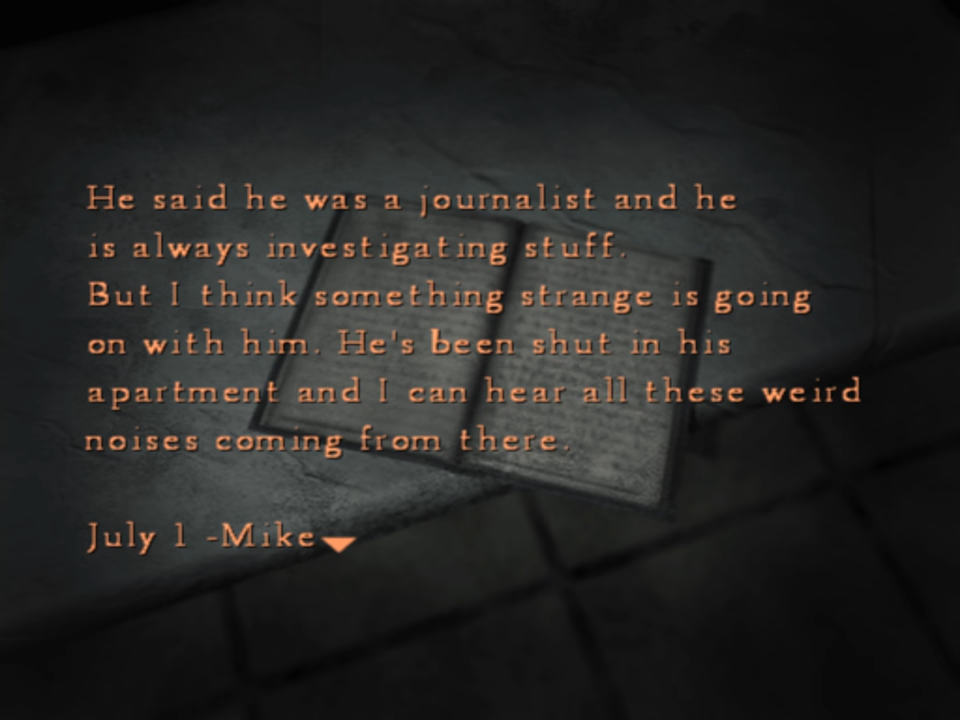 He said he was a journalist and he
is always investigating stuff.
But I think something strange is going
on with him. He's been shut in his
apartment and I can hear all these weird
noises coming from there.
July 1 -Mike